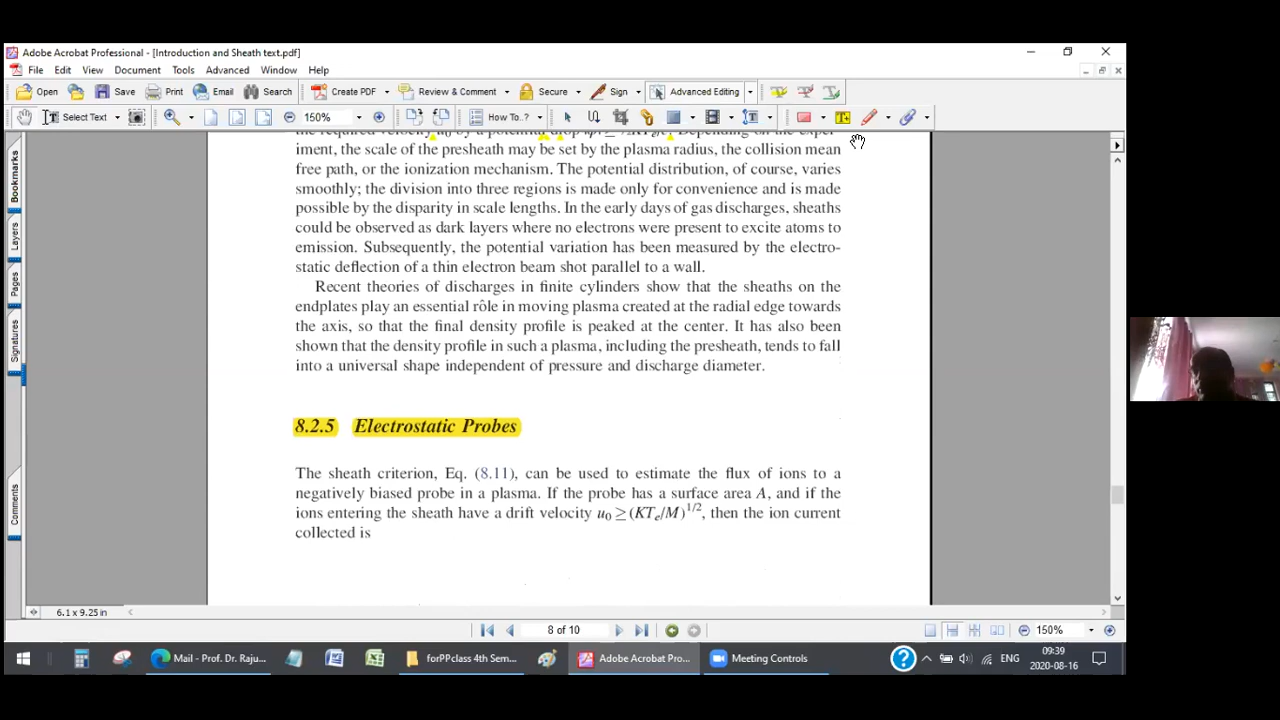 Adobe Acrobat Professional - [Introduction and Sheath text.pdf]
File Edit View Document Tools Advanced Window Help
Open Save Print Email Search Create PDF Review & Comment Secure Sign Advanced Editing
Select Text 150% How To..?
Bookmarks
Layers
Pages
Signatures
Comments
iment, the scale of the presheath may be set by the plasma radius, the collision mean
free path, or the ionization mechanism. The potential distribution, of course, varies
smoothly; the division into three regions is made only for convenience and is made
possible by the disparity in scale lengths. In the early days of gas discharges, sheaths
could be observed as dark layers where no electrons were present to excite atoms to
emission. Subsequently, the potential variation has been measured by the electro-
static deflection of a thin electron beam shot parallel to a wall.
Recent theories of discharges in finite cylinders show that the sheaths on the
endplates play an essential rôle in moving plasma created at the radial edge towards
the axis, so that the final density profile is peaked at the center. It has also been
shown that the density profile in such a plasma, including the presheath, tends to fall
into a universal shape independent of pressure and discharge diameter.
8.2.5 Electrostatic Probes
The sheath criterion, Eq. (8.11), can be used to estimate the flux of ions to a
negatively biased probe in a plasma. If the probe has a surface area A, and if the
ions entering the sheath have a drift velocity u₀ ≥ (KTₑ/M)^1/2, then the ion current
collected is
6.1 x 9.25 in
8 of 10 150%
Mail - Prof. Dr. Raju... forPPclass 4th Sem... Adobe Acrobat Pro... Meeting Controls ENG 09:39
2020-08-16